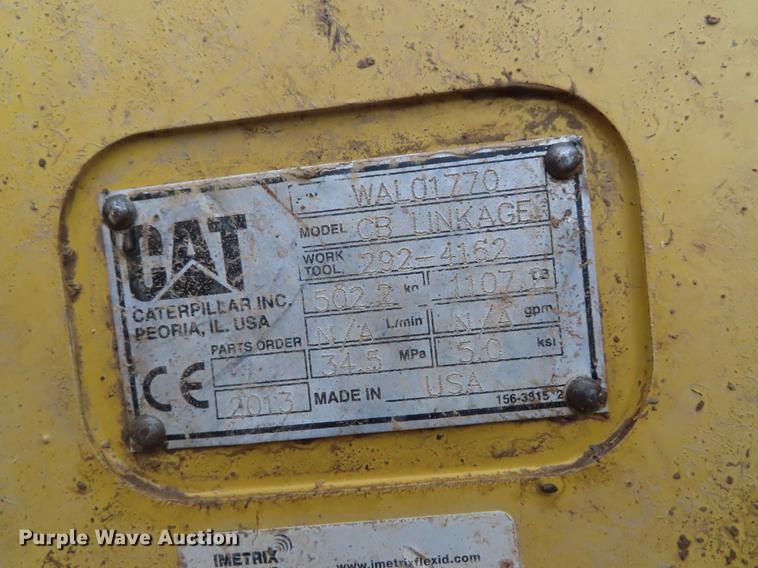 WAL01770
CAT
MODEL CB LINKAGE
WORK TOOL 292-4162
CATERPILLAR INC.
PEORIA, IL. USA
502.2 kg 1107. LB
N/A L/min N/A gpm
PARTS ORDER
34.5 MPa 5.0 ksi
CE
2013 MADE IN USA
156-3815 2
Purple Wave Auction
IMETRIX
www.imetrixflexid.com